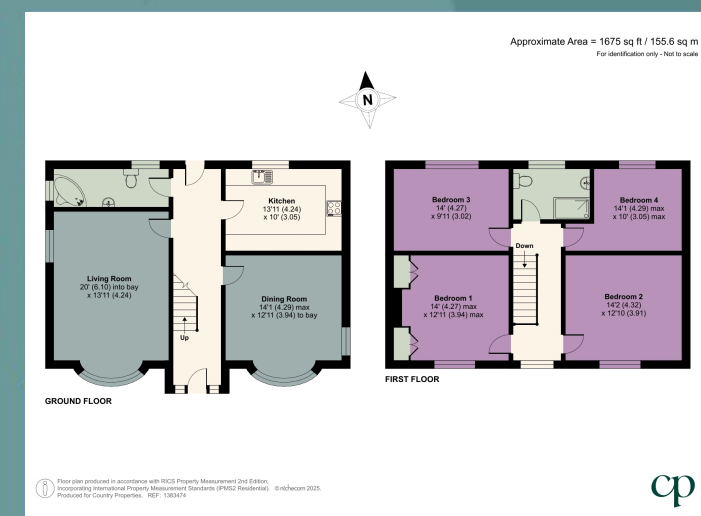 Approximate Area = 1675 sq ft / 155.6 sq m
For identification only - Not to scale
N
Kitchen
13'11 (4.24)
x 10' (3.05)
Living Room
20' (6.10) into bay
x 13'11 (4.24)
Dining Room
14'1 (4.29) max
x 12'11 (3.94) to bay
Up
GROUND FLOOR
Bedroom 3
14' (4.27)
x 9'11 (3.02)
Bedroom 4
14'1 (4.29) max
x 10' (3.05) max
Down
Bedroom 1
14' (4.27) max
x 12'11 (3.94) max
Bedroom 2
14'2 (4.32)
x 12'10 (3.91)
FIRST FLOOR
Floor plan produced in accordance with RICS Property Measurement 2nd Edition,
Incorporating International Property Measurement Standards (IPMS2 Residential). © nichecom 2025.
Produced for Country Properties. REF: 1383474
cp